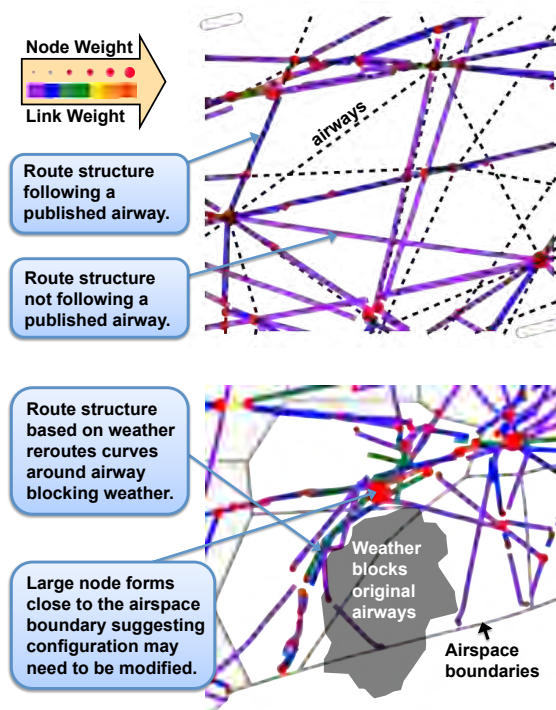 Node Weight
Link Weight
airways
Route structure
following a
published airway.
Route structure
not following a
published airway.
Route structure
based on weather
reroutes curves
around airway
blocking weather.
Large node forms
close to the airspace
boundary suggesting
configuration may
need to be modified.
Weather
blocks
original
airways
Airspace
boundaries